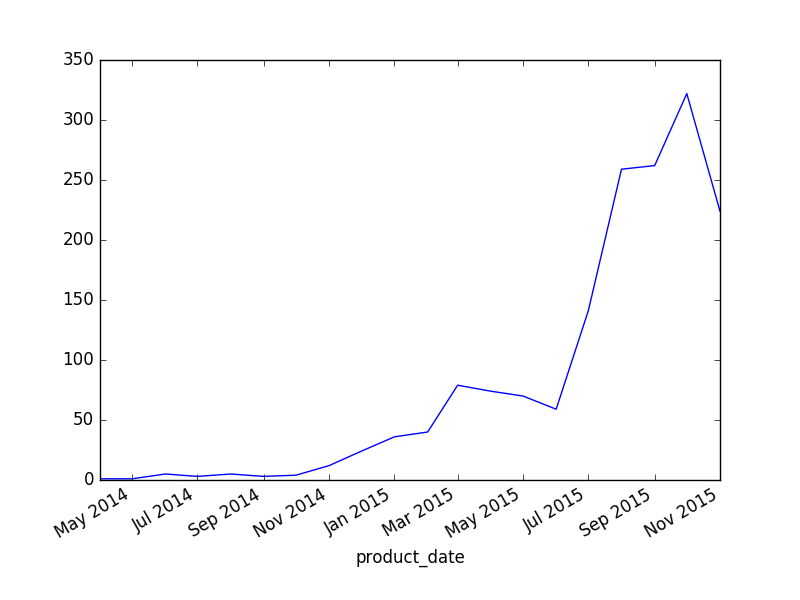 350
300
250
200
150
100
50
0
May 2014
Jul 2014
Sep 2014
Nov 2014
Jan 2015
Mar 2015
May 2015
Jul 2015
Sep 2015
Nov 2015
product_date